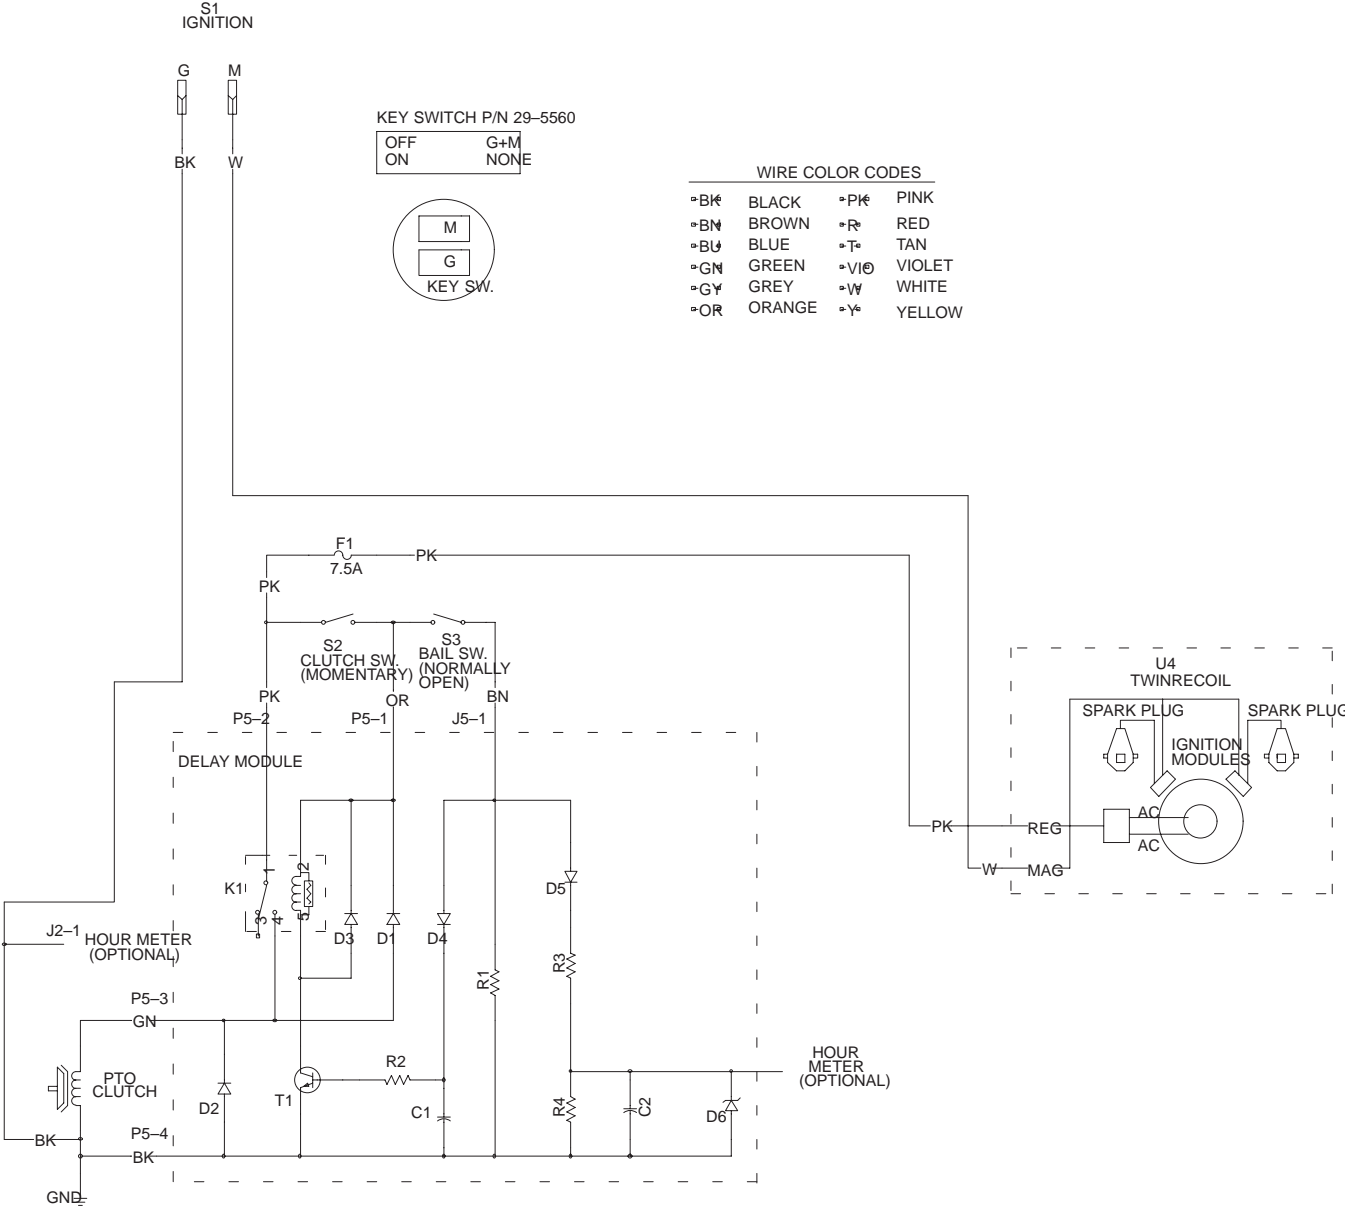 S1
IGNITION
G M
BK W
KEY SWITCH P/N 29–5560
OFF G+M
ON NONE
M
G
KEY SW.
WIRE COLOR CODES
BK BLACK PK PINK
BN BROWN R RED
BU BLUE T TAN
GN GREEN VIO VIOLET
GY GREY W WHITE
OR ORANGE Y YELLOW
F1
7.5A
PK
PK
S2
CLUTCH SW.
(MOMENTARY)
S3
BAIL SW.
(NORMALLY
OPEN)
PK OR BN
P5–2 P5–1 J5–1
DELAY MODULE
U4
TWINRECOIL
SPARK PLUG SPARK PLUG
IGNITION
MODULES
AC
AC
PK REG
W MAG
K1 1 2
3 4 5
D3 D1 D4 D5
R1 R3
J2–1 HOUR METER
(OPTIONAL)
P5–3
GN
PTO
CLUTCH
D2 T1 R2 C1 R4 C2 D6
HOUR
METER
(OPTIONAL)
BK
P5–4
BK
GND